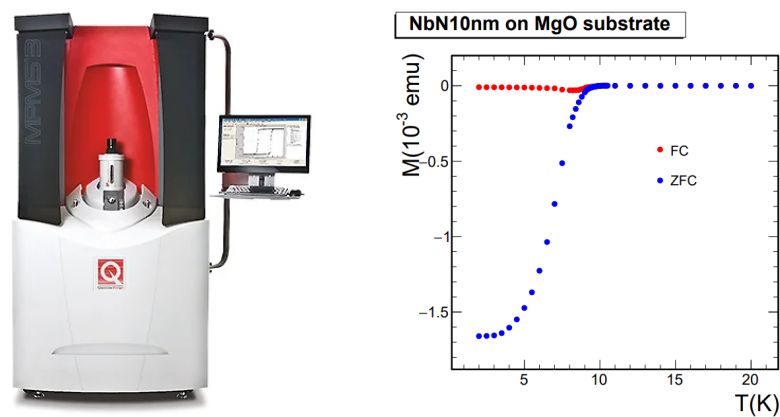 MPMS3
NbN10nm on MgO substrate
M(10⁻³ emu)
0
−0.5
−1
−1.5
FC
ZFC
5
10
15
20
T(K)
Q